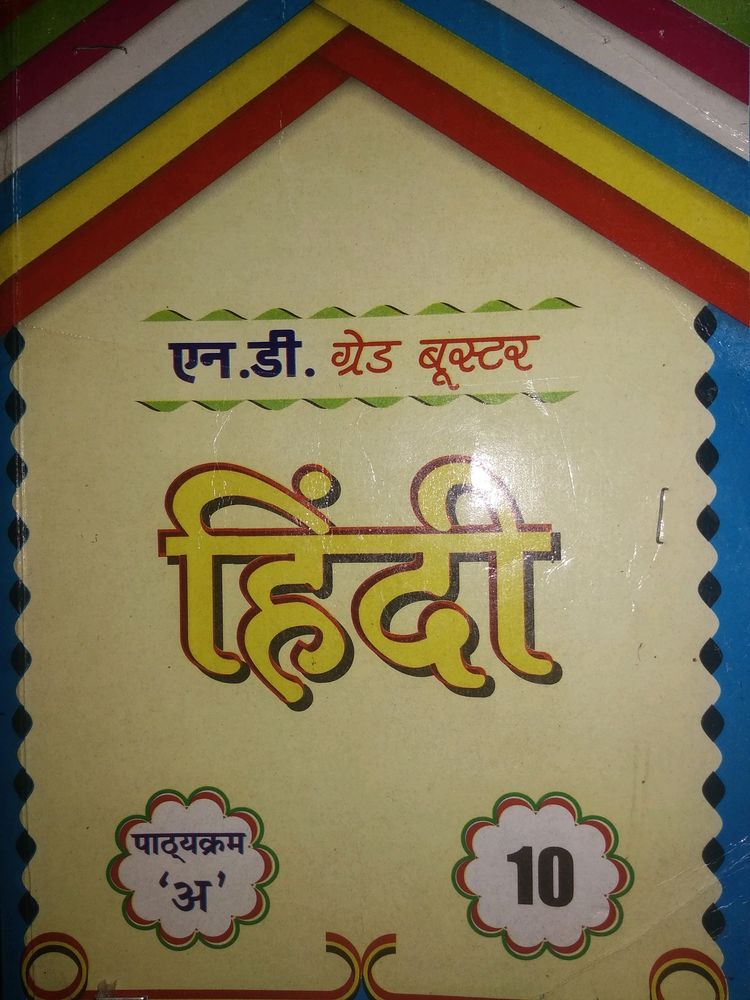 एन.डी. ग्रेड बूस्टर
हिंदी
पाठ्यक्रम
‘अ’
10